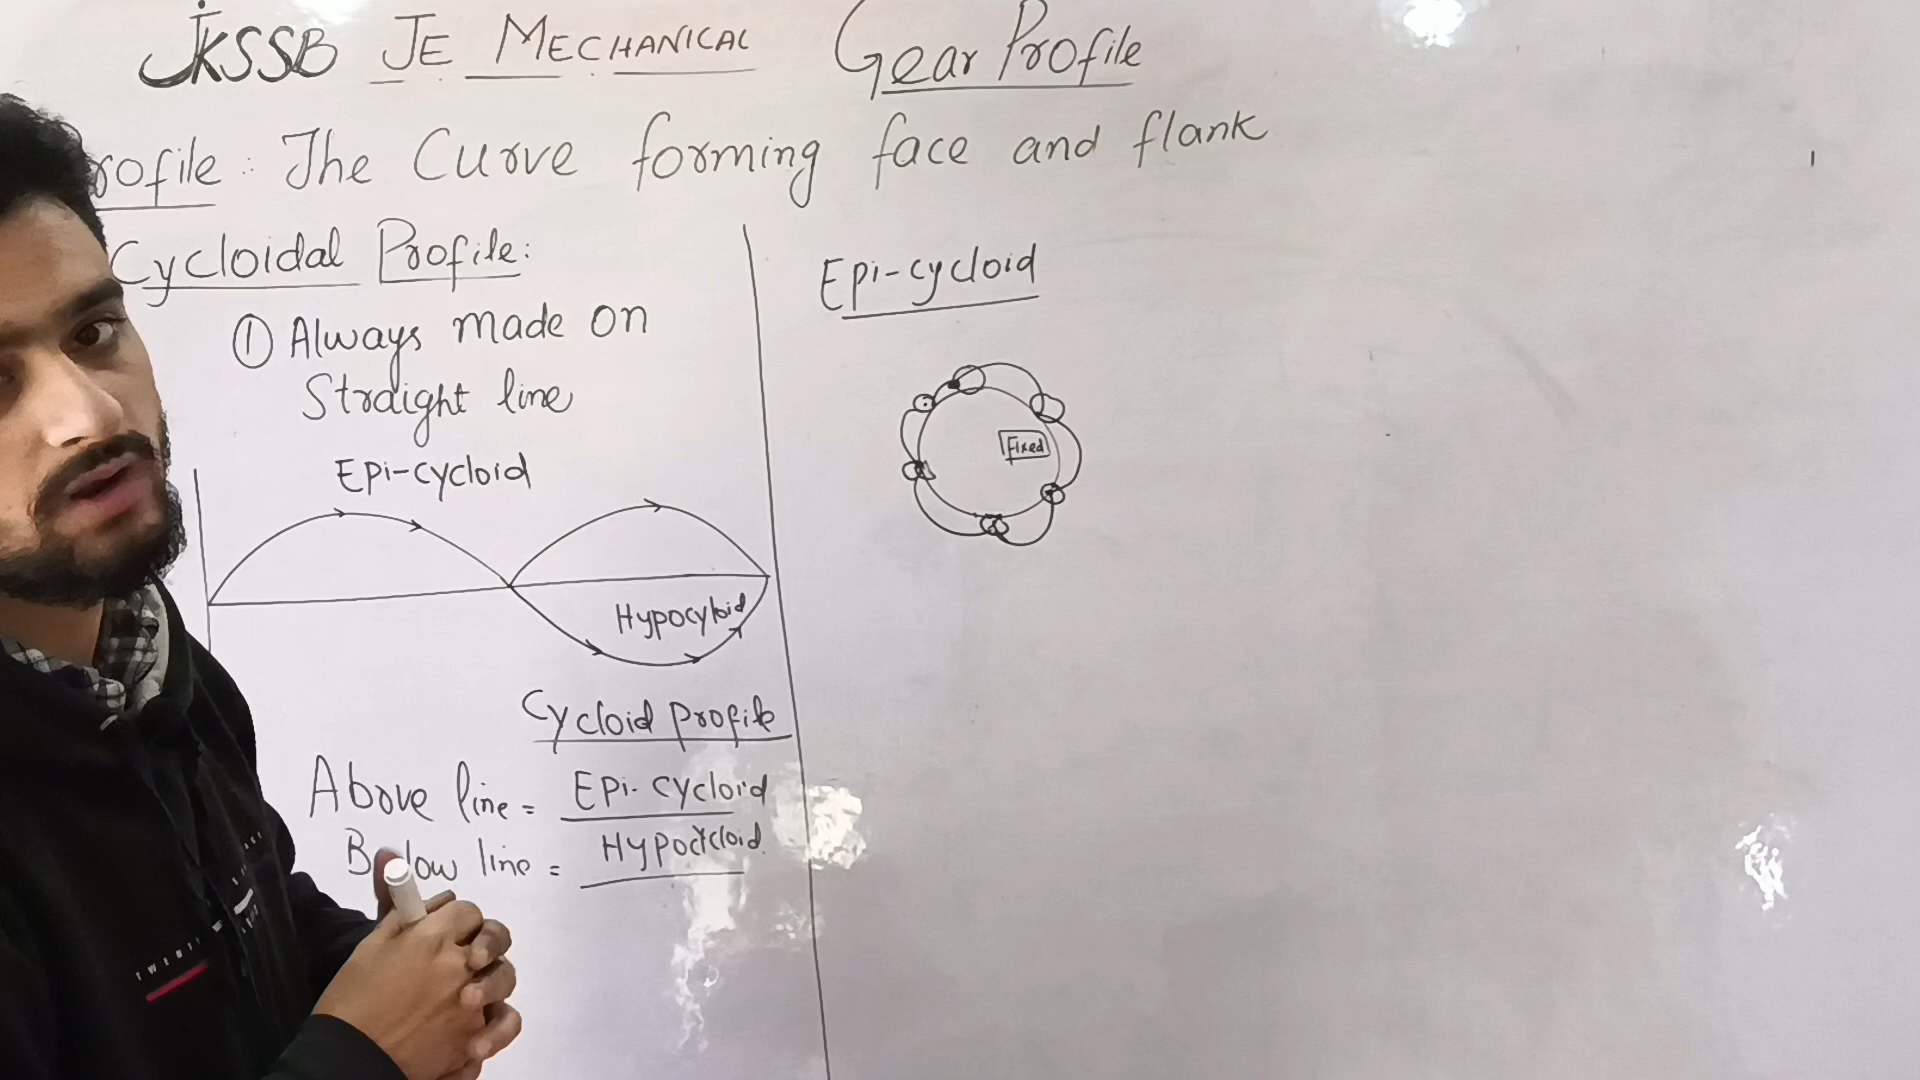 JKSSB JE MECHANICAL Gear Profile
rofile: The Curve forming face and flank
Cycloidal Profile:
① Always made on
Straight line
Epi-cycloid
Hypocyloid
Cycloid Profile
Above line = EPi-cycloid
Below line = Hypocycloid
Epi-cycloid
Fixed